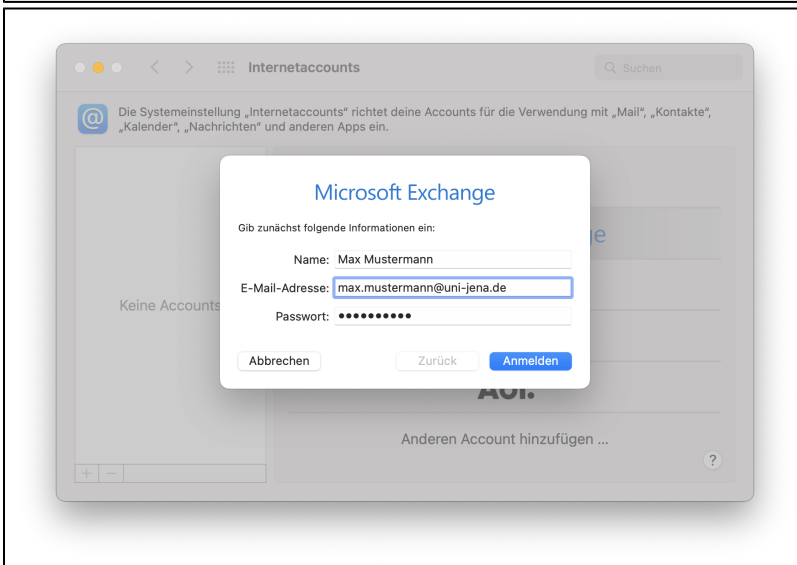 Internetaccounts
Suchen
Die Systemeinstellung „Internetaccounts“ richtet deine Accounts für die Verwendung mit „Mail“, „Kontakte“,
„Kalender“, „Nachrichten“ und anderen Apps ein.
Microsoft Exchange
Gib zunächst folgende Informationen ein:
Name: Max Mustermann
E-Mail-Adresse: max.mustermann@uni-jena.de
Passwort: ••••••••••
Abbrechen Zurück Anmelden
Keine Accounts
Aol.
Anderen Account hinzufügen ...
?